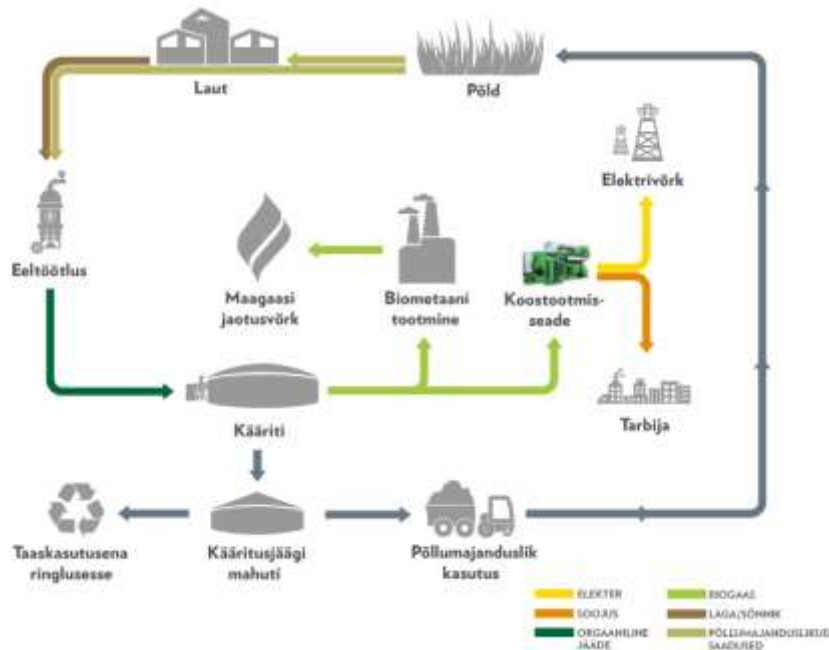 Laut
Põld
Elektrivõrk
Eeltöötlus
Maagaasi
jaotusvõrk
Biometaani
tootmine
Koostootmis-
seade
Kääriti
Tarbija
Taaskasutusena
ringlusesse
Kääritusjäägi
mahuti
Põllumajanduslik
kasutus
ELEKTER
SOOJUS
ORGAANILINE
JÄÄDE
BIOGAAS
LÄGA/SÕNNIK
PÕLLUMAJANDUSLIKUD
SAADUSED